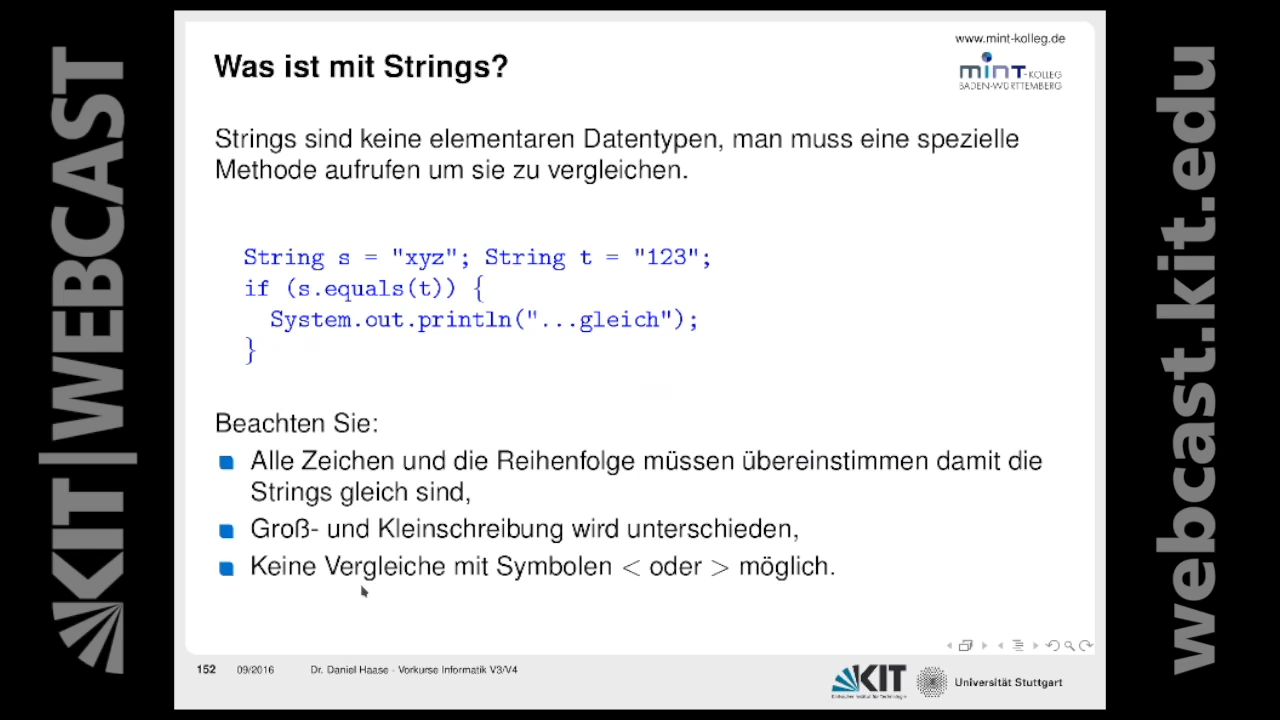 KIT|WEBCAST
www.mint-kolleg.de
Was ist mit Strings?
mINT-KOLLEG
BADEN-WÜRTTEMBERG
Strings sind keine elementaren Datentypen, man muss eine spezielle
Methode aufrufen um sie zu vergleichen.
String s = "xyz"; String t = "123";
if (s.equals(t)) {
System.out.println("...gleich");
}
Beachten Sie:
Alle Zeichen und die Reihenfolge müssen übereinstimmen damit die
Strings gleich sind,
Groß- und Kleinschreibung wird unterschieden,
Keine Vergleiche mit Symbolen < oder > möglich.
152 09/2016 Dr. Daniel Haase - Vorkurse Informatik V3/V4
KIT
Karlsruher Institut für Technologie
Universität Stuttgart
webcast.kit.edu